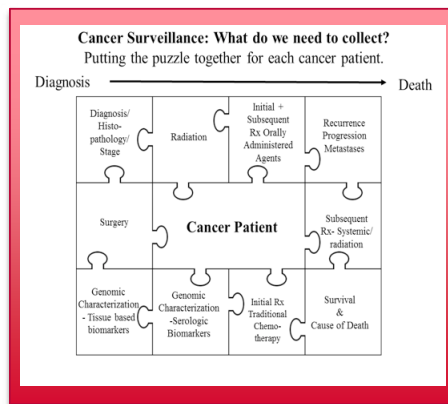 Cancer Surveillance: What do we need to collect?
Putting the puzzle together for each cancer patient.
Diagnosis
Death
Diagnosis/
Histo-
pathology/
Stage
Radiation
Initial +
Subsequent
Rx Orally
Administered
Agents
Recurrence
Progression
Metastases
Surgery
Cancer Patient
Subsequent
Rx- Systemic/
radiation
Genomic
Characterization
- Tissue based
biomarkers
Genomic
Characterization
-Serologic
Biomarkers
Initial Rx
Traditional
Chemo-
therapy
Survival
&
Cause of Death